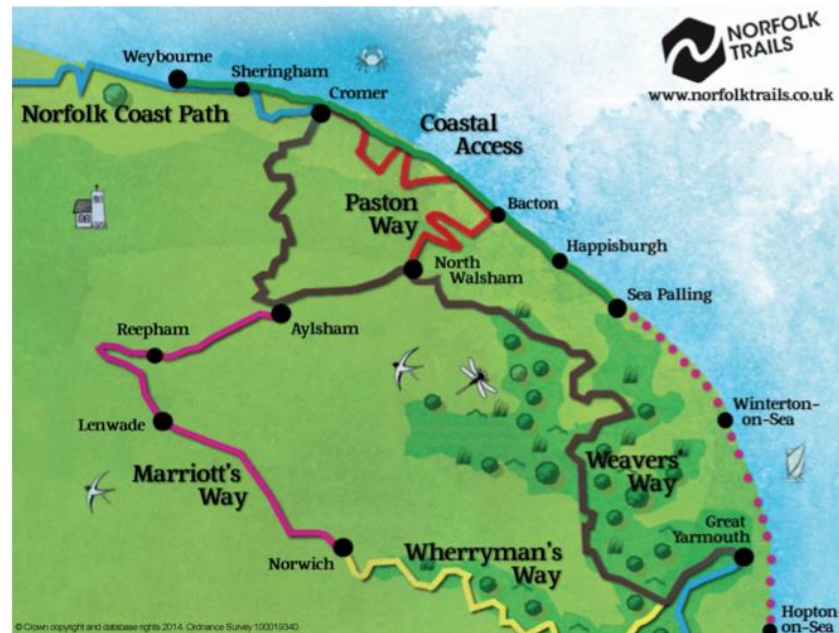 NORFOLK
TRAILS
www.norfolktrails.co.uk
Weybourne
Sheringham
Cromer
Norfolk Coast Path
Coastal
Access
Paston
Way
Bacton
North
Walsham
Happisburgh
Sea Palling
Reepham
Aylsham
Lenwade
Winterton-
on-Sea
Marriott's
Way
Weavers'
Way
Great
Yarmouth
Norwich
Wherryman's
Way
Hopton-
on-Sea
© Crown copyright and database rights 2014. Ordnance Survey 100019340.